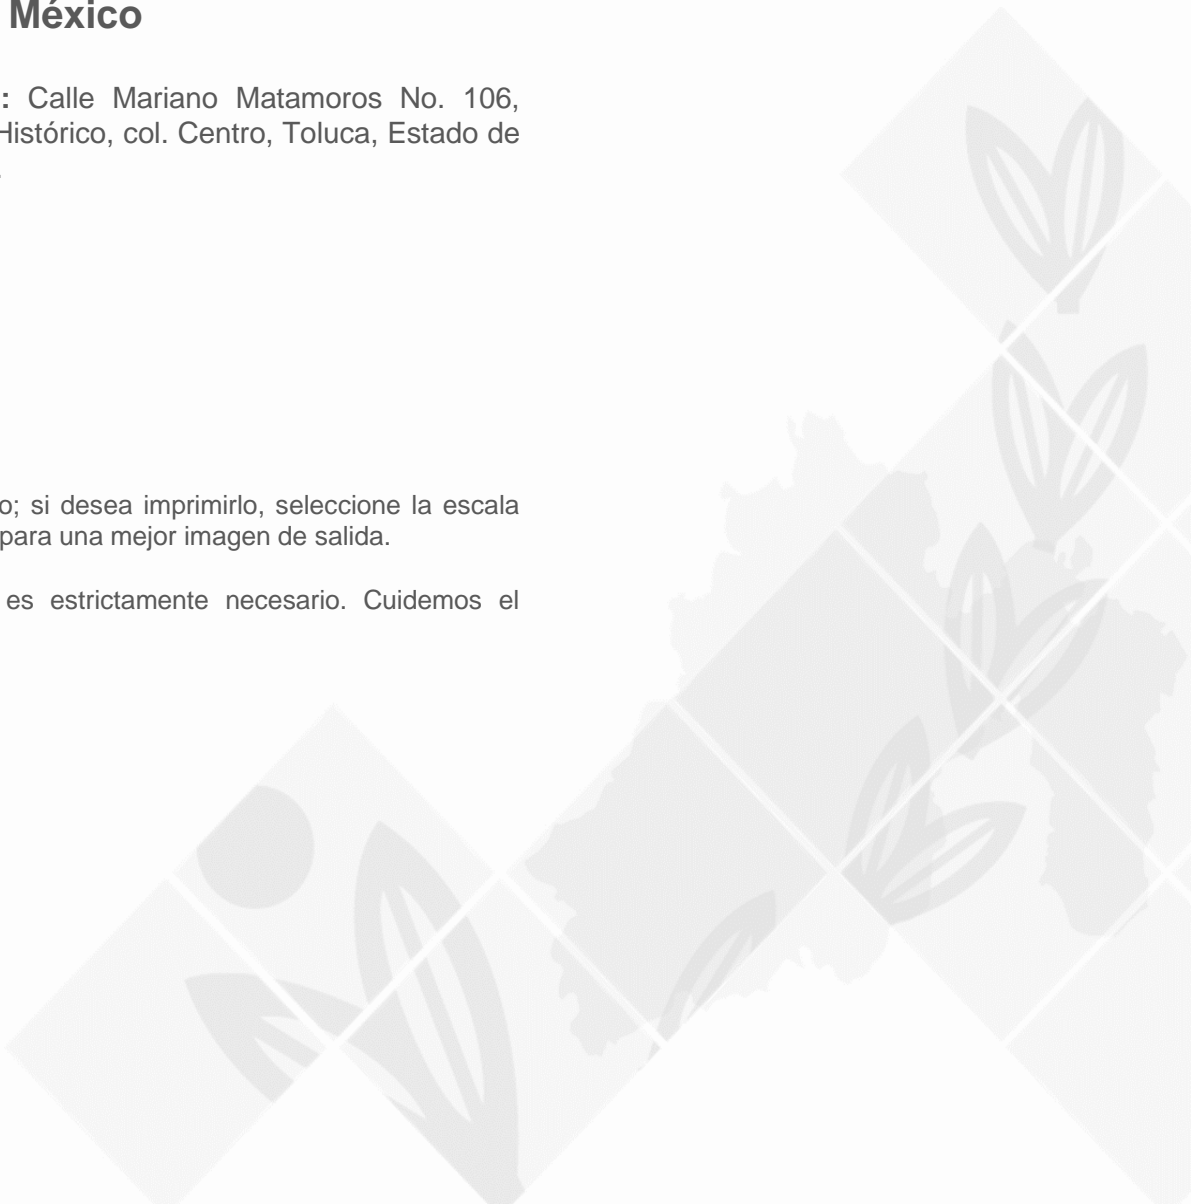 México
: Calle Mariano Matamoros No. 106,
Histórico, col. Centro, Toluca, Estado de
.
o; si desea imprimirlo, seleccione la escala
para una mejor imagen de salida.
es estrictamente necesario. Cuidemos el